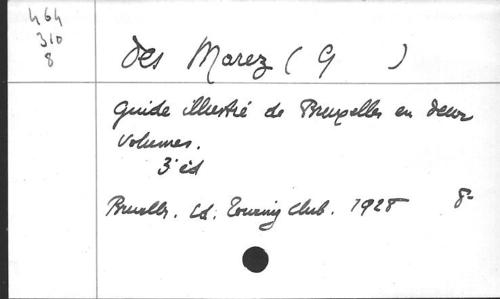 464
310
8
des Marez ( G )
Guide illustré de Bruxelles en deux
volumes.
3e éd
Bruxelles. Ed. Touring Club. 1928 8°